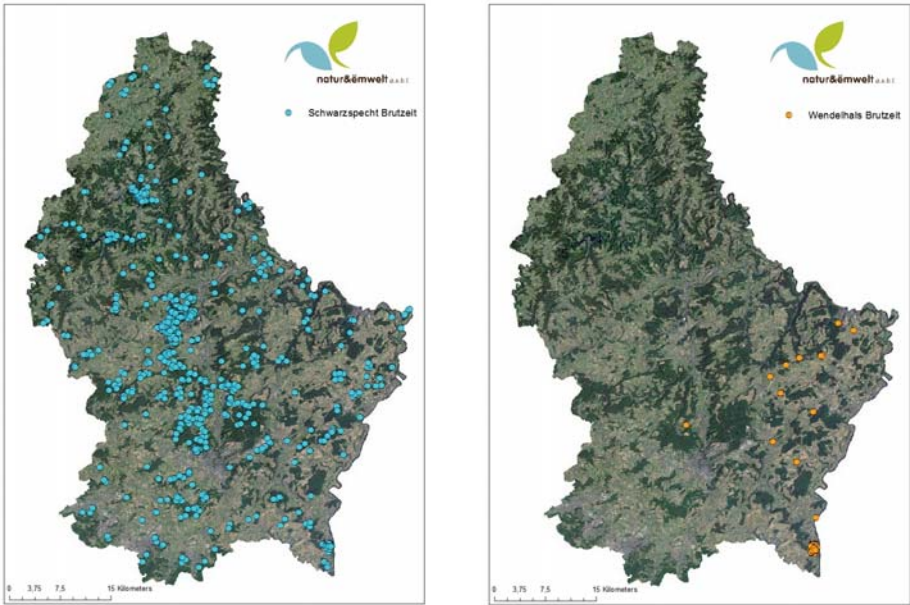 natur&ëmwelt a.s.b.l.
Schwarzspecht Brutzeit
0 3,75 7,5 15 Kilometers
natur&ëmwelt a.s.b.l.
Wendelhals Brutzeit
0 3,75 7,5 15 Kilometers